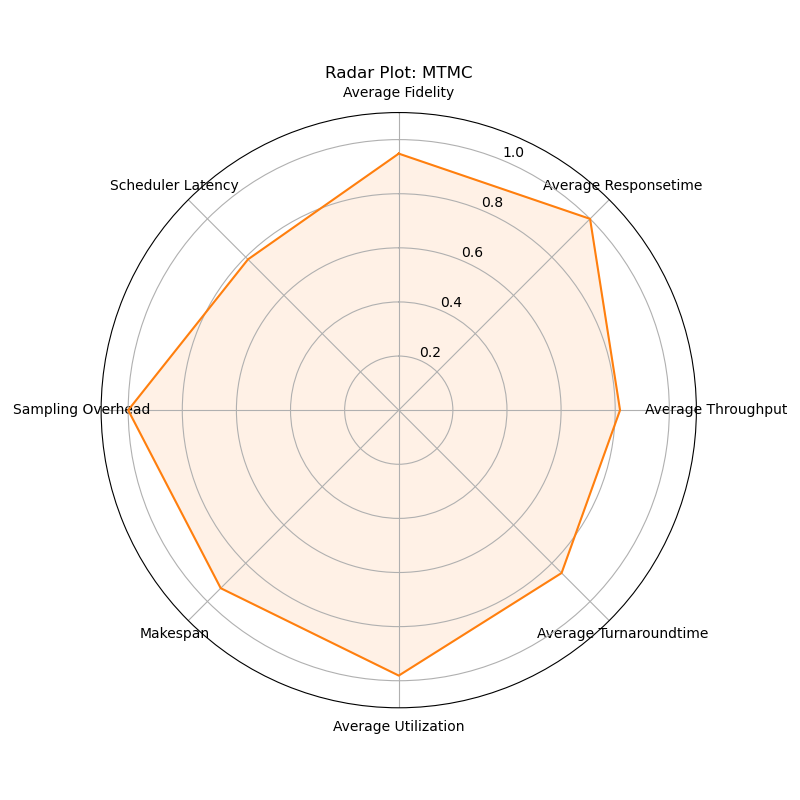 Radar Plot: MTMC
Average Fidelity
1.0
Scheduler Latency
Average Responsetime
0.8
0.6
0.4
0.2
Sampling Overhead
Average Throughput
Makespan
Average Turnaroundtime
Average Utilization